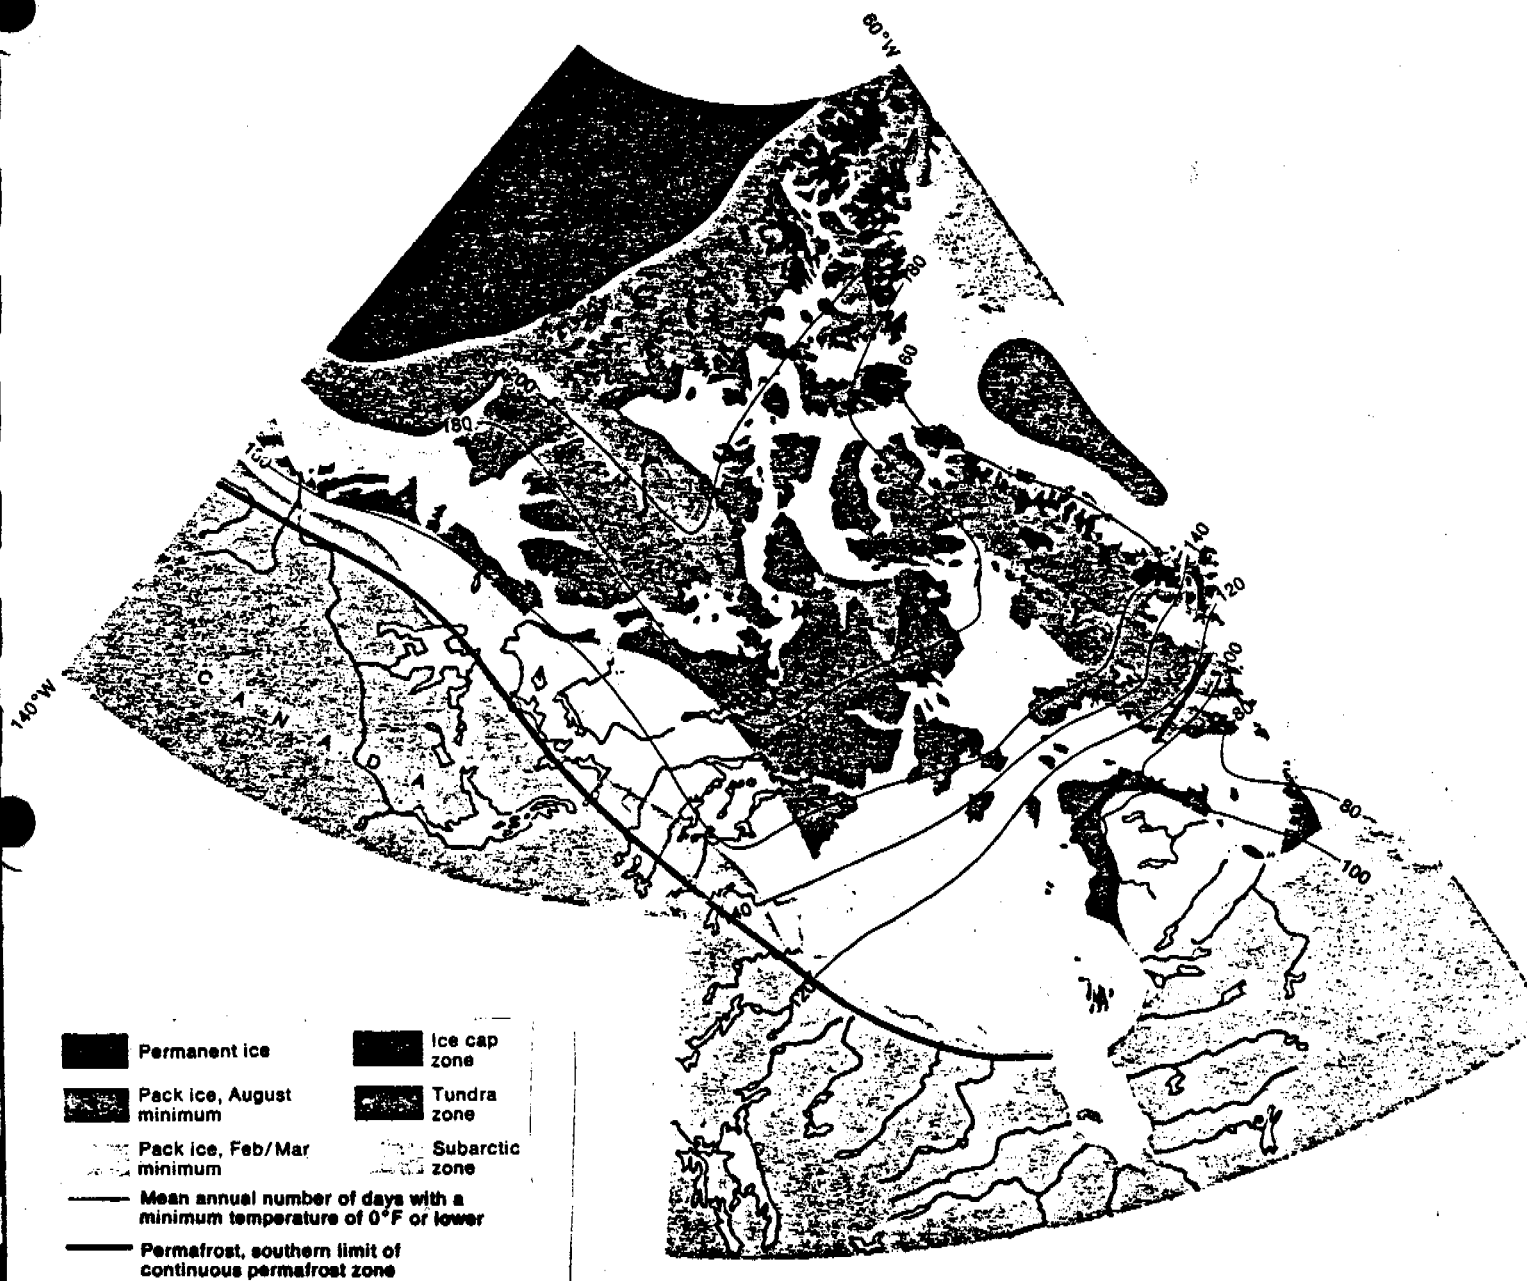 60°W
180
60
200
180
160
140
120
100
80
140°W
C A N A D A
80
100
40
120
Permanent ice
Ice cap
zone
Pack ice, August
minimum
Tundra
zone
Pack ice, Feb/Mar
minimum
Subarctic
zone
Mean annual number of days with a
minimum temperature of 0°F or lower
Permafrost, southern limit of
continuous permafrost zone